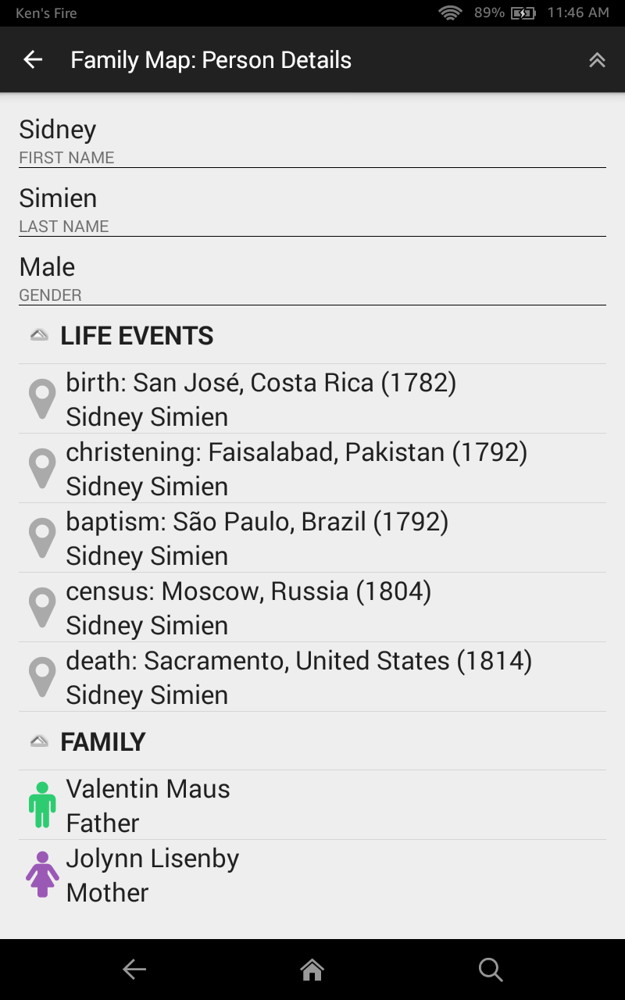 Ken's Fire 89% 11:46 AM
Family Map: Person Details
Sidney
FIRST NAME
Simien
LAST NAME
Male
GENDER
LIFE EVENTS
birth: San José, Costa Rica (1782)
Sidney Simien
christening: Faisalabad, Pakistan (1792)
Sidney Simien
baptism: São Paulo, Brazil (1792)
Sidney Simien
census: Moscow, Russia (1804)
Sidney Simien
death: Sacramento, United States (1814)
Sidney Simien
FAMILY
Valentin Maus
Father
Jolynn Lisenby
Mother